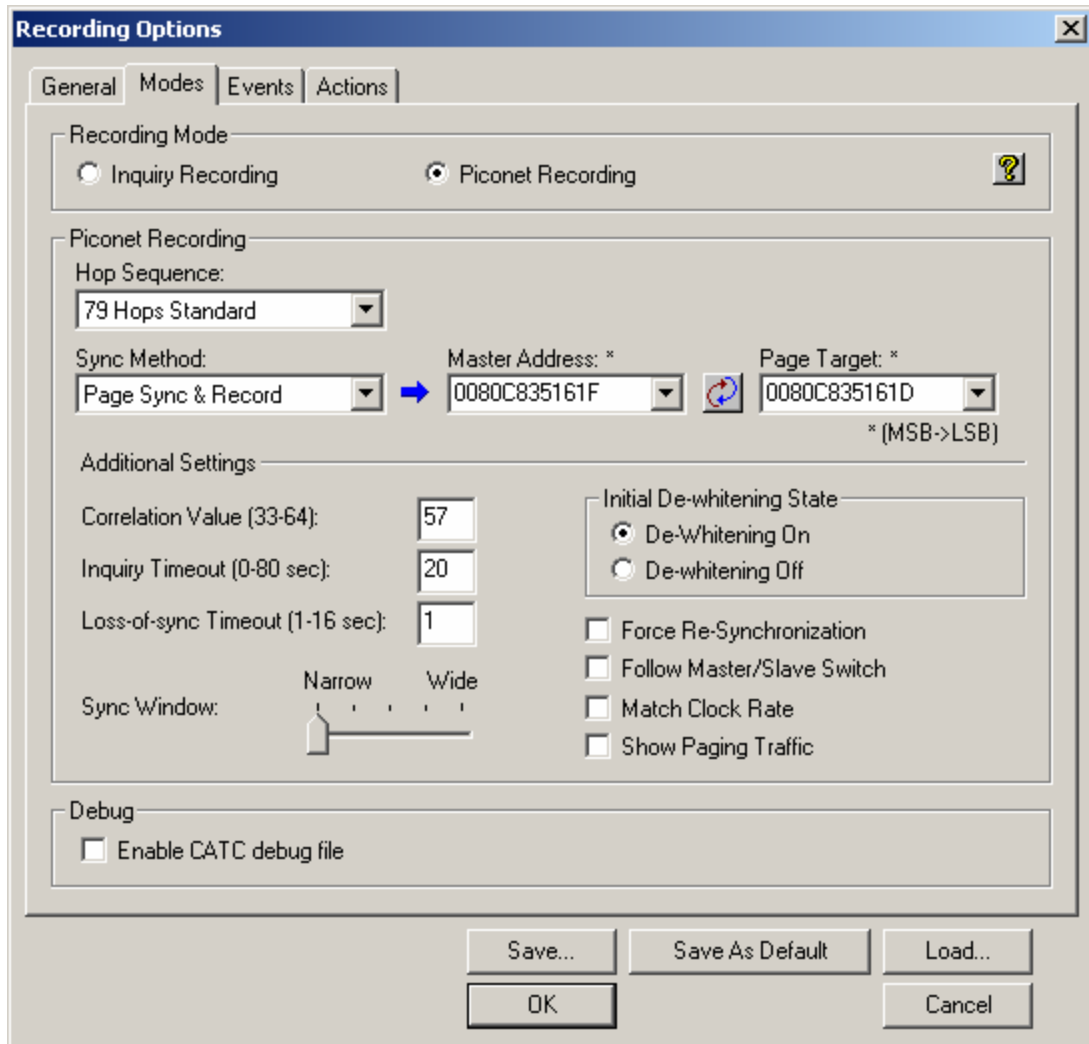 Recording Options
General Modes Events Actions
Recording Mode
Inquiry Recording Piconet Recording
?
Piconet Recording
Hop Sequence:
79 Hops Standard
Sync Method: Master Address: * Page Target: *
Page Sync & Record 0080C835161F 0080C835161D
* (MSB->LSB)
Additional Settings
Correlation Value (33-64): 57
Inquiry Timeout (0-80 sec): 20
Loss-of-sync Timeout (1-16 sec): 1
Narrow Wide
Sync Window:
Initial De-whitening State
De-Whitening On
De-whitening Off
Force Re-Synchronization
Follow Master/Slave Switch
Match Clock Rate
Show Paging Traffic
Debug
Enable CATC debug file
Save... Save As Default Load...
OK Cancel